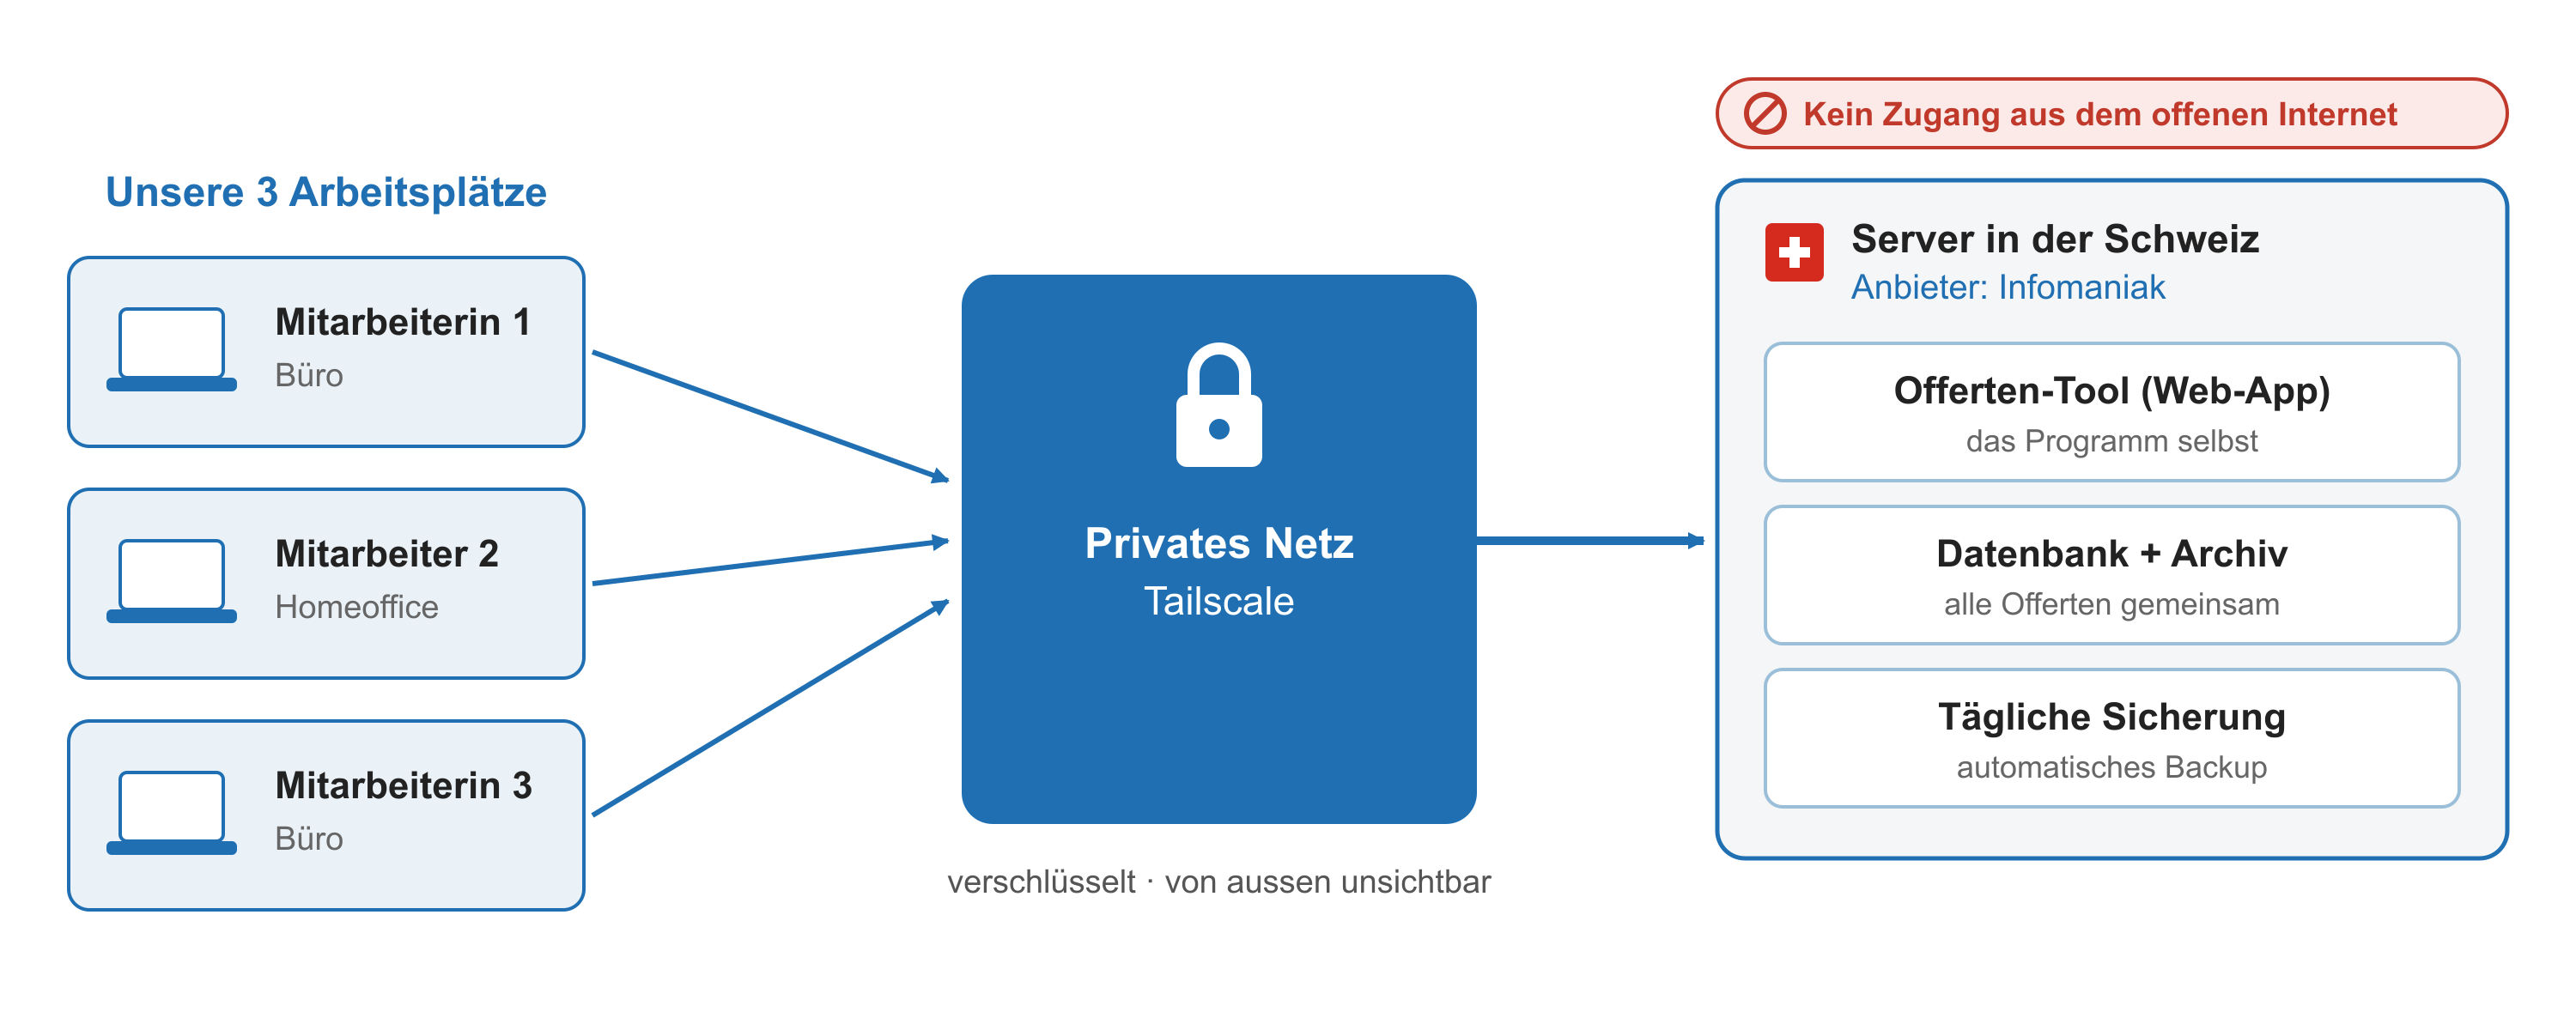 Kein Zugang aus dem offenen Internet
Unsere 3 Arbeitsplätze
Mitarbeiterin 1
Büro
Mitarbeiter 2
Homeoffice
Mitarbeiterin 3
Büro
Privates Netz
Tailscale
verschlüsselt · von aussen unsichtbar
Server in der Schweiz
Anbieter: Infomaniak
Offerten-Tool (Web-App)
das Programm selbst
Datenbank + Archiv
alle Offerten gemeinsam
Tägliche Sicherung
automatisches Backup